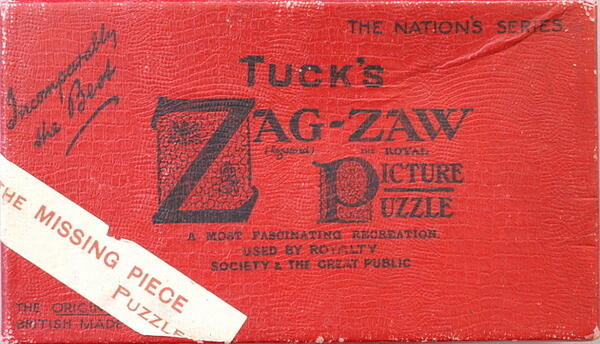 THE NATION'S SERIES.
Incomparably
the Best
TUCK'S
ZAG-ZAW
(Registered) THE ROYAL
PICTURE
PUZZLE
A MOST FASCINATING RECREATION.
USED BY ROYALTY
SOCIETY & THE GREAT PUBLIC
THE MISSING PIECE
PUZZLE
THE
BRITISH MADE